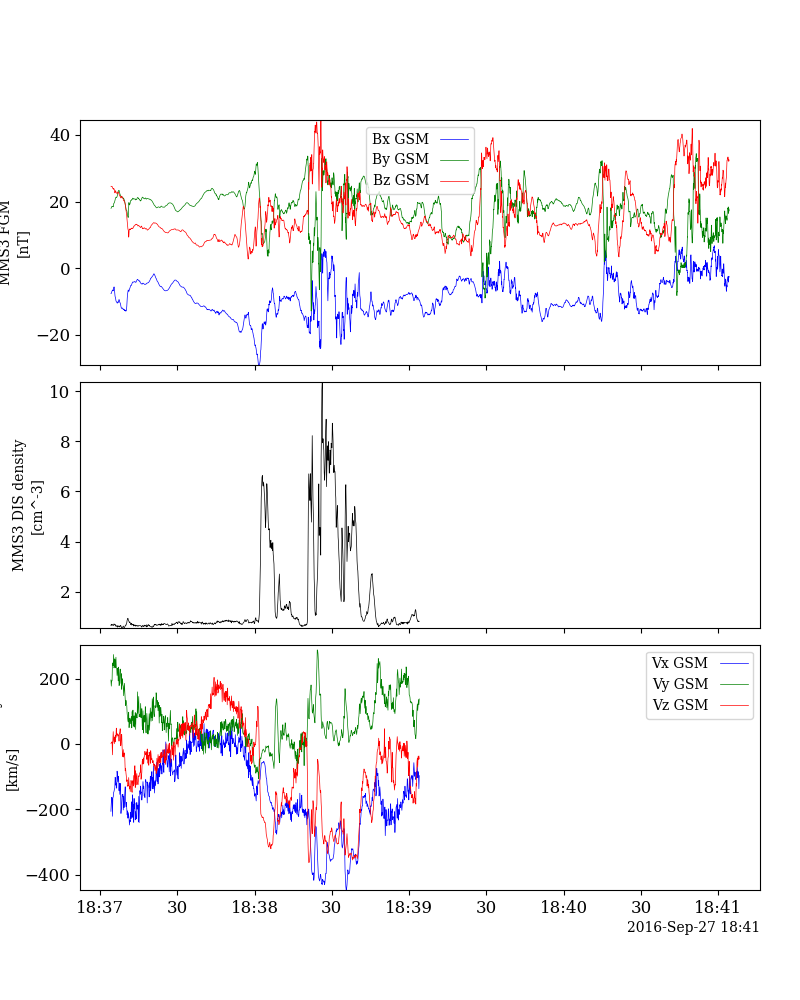 40
20
0
−20
MMS3 FGM
[nT]
Bx GSM
By GSM
Bz GSM
10
8
6
4
2
MMS3 DIS density
[cm^-3]
200
0
−200
−400
[km/s]
Vx GSM
Vy GSM
Vz GSM
18:37
30
18:38
30
18:39
30
18:40
30
18:41
2016-Sep-27 18:41